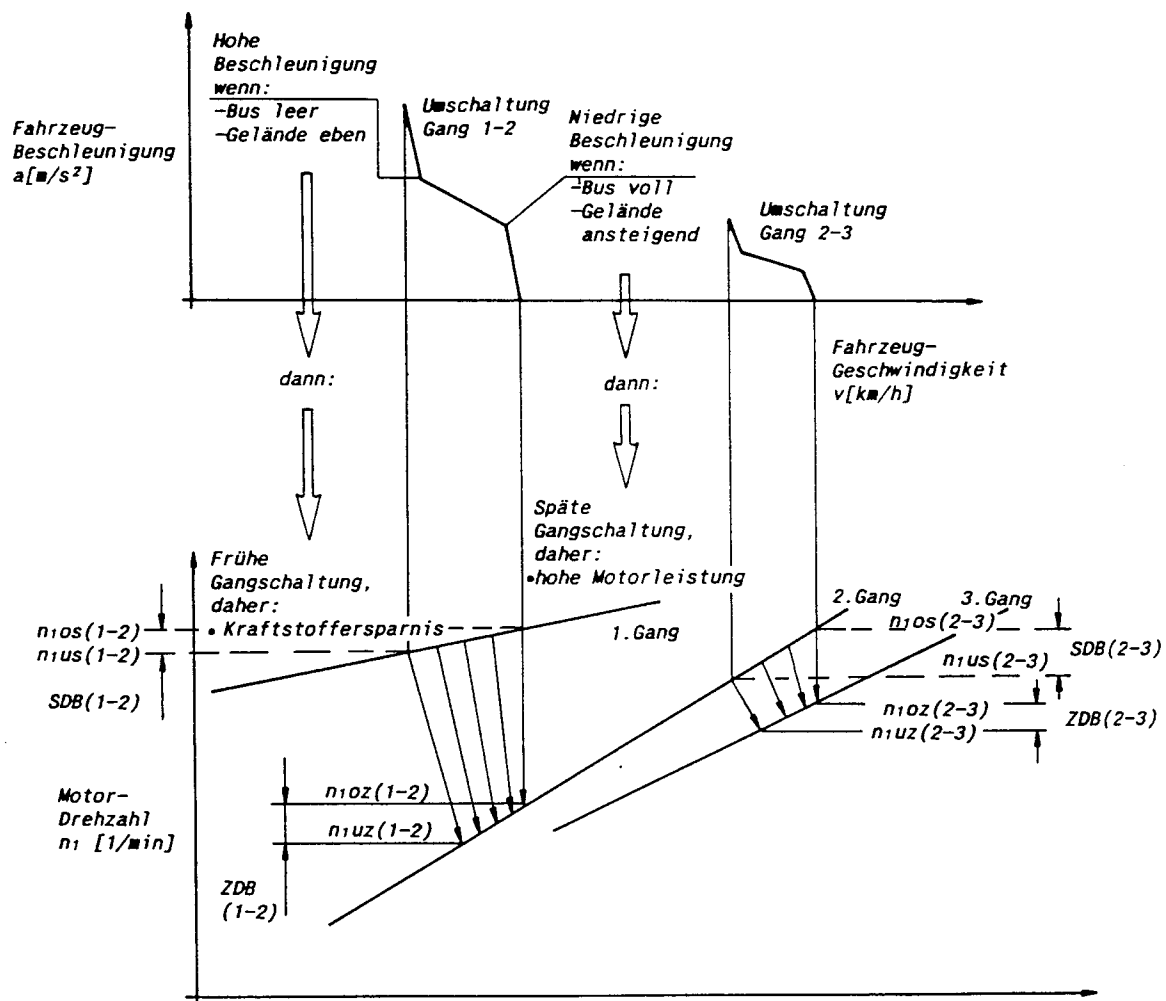 Hohe
Beschleunigung
wenn:
-Bus leer
-Gelände eben
Fahrzeug-
Beschleunigung
a[m/s²]
Umschaltung
Gang 1-2
Niedrige
Beschleunigung
wenn:
-Bus voll
-Gelände
ansteigend
Umschaltung
Gang 2-3
Fahrzeug-
Geschwindigkeit
v[km/h]
dann:
dann:
Späte
Gangschaltung,
daher:
•hohe Motorleistung
Frühe
Gangschaltung,
daher:
• Kraftstoffersparnis
n₁os(1-2)
n₁us(1-2)
SDB(1-2)
1.Gang
2.Gang
3.Gang
n₁os(2-3)
n₁us(2-3)
SDB(2-3)
n₁oz(2-3)
n₁uz(2-3)
ZDB(2-3)
Motor-
Drehzahl
n₁ [1/min]
n₁oz(1-2)
n₁uz(1-2)
ZDB
(1-2)